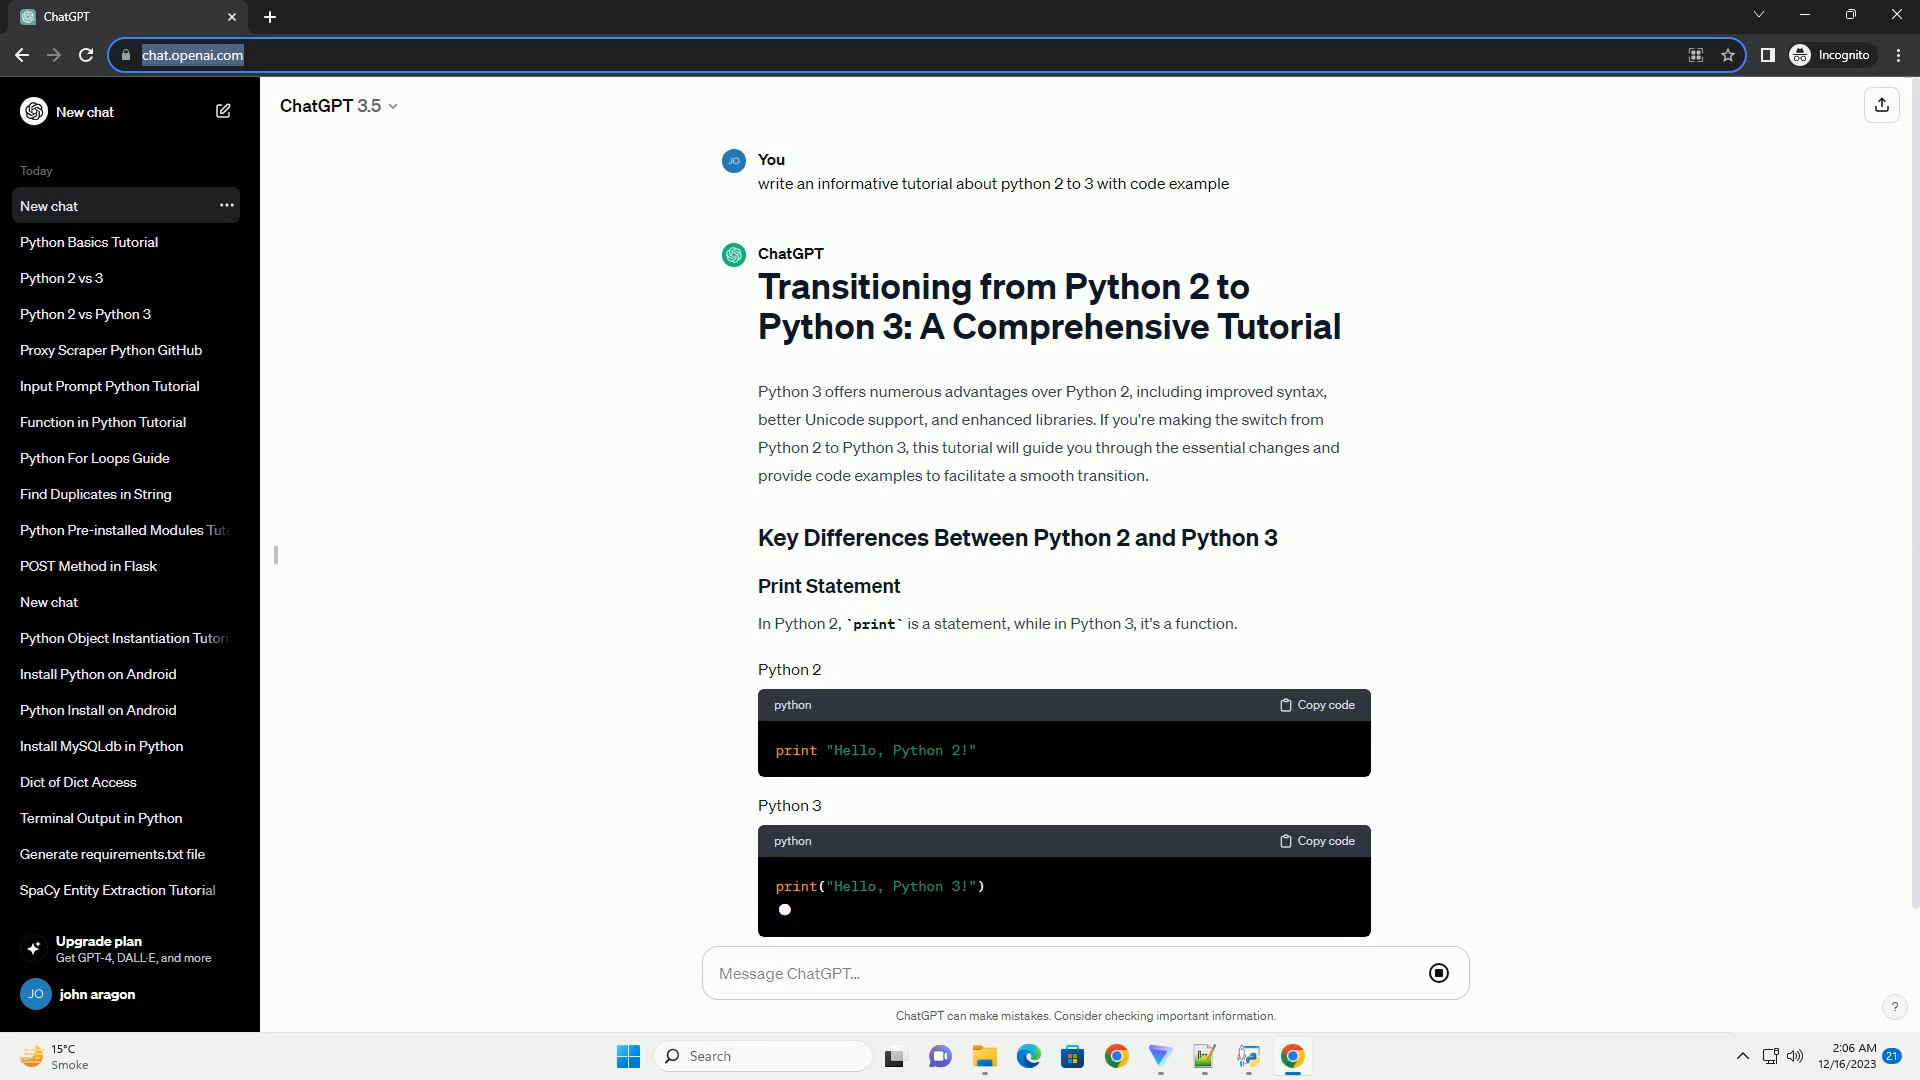 ChatGPT
chat.openai.com
Incognito
New chat
Today
New chat
Python Basics Tutorial
Python 2 vs 3
Python 2 vs Python 3
Proxy Scraper Python GitHub
Input Prompt Python Tutorial
Function in Python Tutorial
Python For Loops Guide
Find Duplicates in String
Python Pre-installed Modules Tuto
POST Method in Flask
New chat
Python Object Instantiation Tutori
Install Python on Android
Python Install on Android
Install MySQLdb in Python
Dict of Dict Access
Terminal Output in Python
Generate requirements.txt file
SpaCy Entity Extraction Tutorial
Upgrade plan
Get GPT-4, DALL·E, and more
JO john aragon
ChatGPT 3.5
JO You
write an informative tutorial about python 2 to 3 with code example
ChatGPT
Transitioning from Python 2 to
Python 3: A Comprehensive Tutorial
Python 3 offers numerous advantages over Python 2, including improved syntax,
better Unicode support, and enhanced libraries. If you're making the switch from
Python 2 to Python 3, this tutorial will guide you through the essential changes and
provide code examples to facilitate a smooth transition.
Key Differences Between Python 2 and Python 3
Print Statement
In Python 2, `print` is a statement, while in Python 3, it's a function.
Python 2
python Copy code
print "Hello, Python 2!"
Python 3
python Copy code
print("Hello, Python 3!")
Message ChatGPT...
ChatGPT can make mistakes. Consider checking important information.
?
15°C
Smoke
Search
2:06 AM
12/16/2023
21